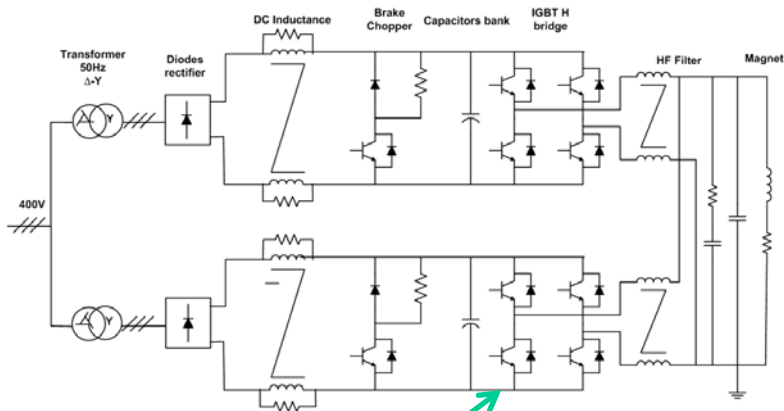 DC Inductance
Brake
Chopper
Capacitors bank
IGBT H
bridge
Transformer
50Hz
Δ-Y
Diodes
rectifier
HF Filter
Magnet
Y
400V
Y